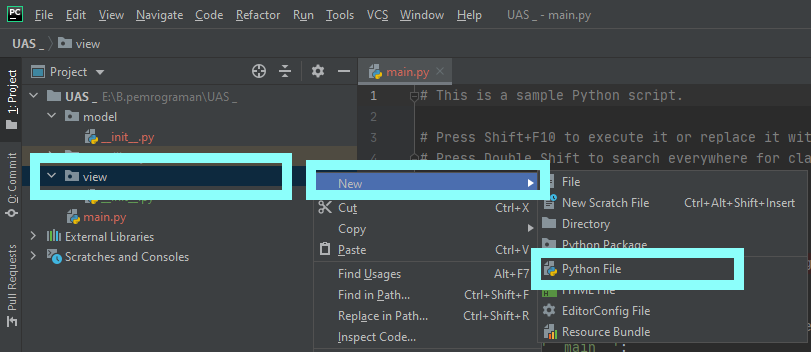 PC File Edit View Navigate Code Refactor Run Tools VCS Window Help UAS _ - main.py
UAS _ view
1: Project
Project
main.py
UAS _ E:\B.pemrograman\UAS _
model
__init__.py
view
main.py
External Libraries
Scratches and Consoles
0: Commit
Pull Requests
1 # This is a sample Python script.
2
3 # Press Shift+F10 to execute it or replace it wit
4 # Press Double Shift to search everywhere for cla
New
Cut Ctrl+X
Copy
Paste Ctrl+V
Find Usages Alt+F7
Find in Path... Ctrl+Shift+F
Replace in Path... Ctrl+Shift+R
Inspect Code...
File
New Scratch File Ctrl+Alt+Shift+Insert
Directory
Python Package
Python File
HTML File
EditorConfig File
Resource Bundle